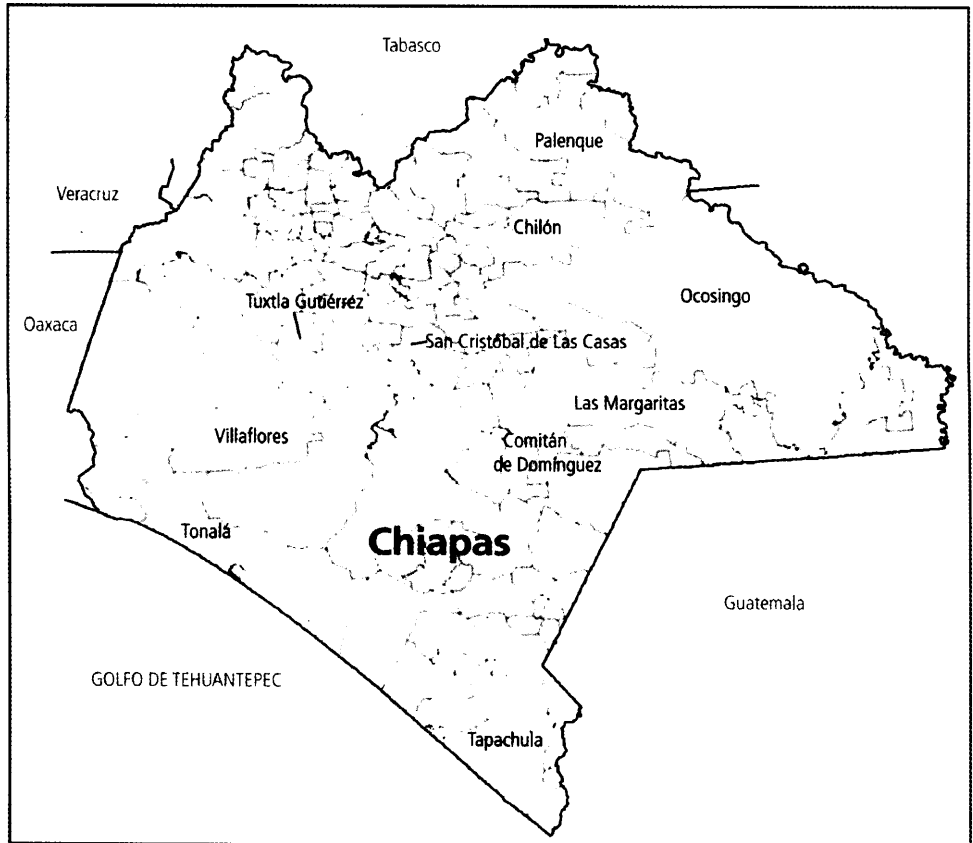 Tabasco
Palenque
Veracruz
Chilón
Ocosingo
Tuxtla Gutiérréz
Oaxaca
San Cristóbal de Las Casas
Las Margaritas
Villaflores
Comitán
de Domínguez
Tonalá
Chiapas
Guatemala
GOLFO DE TEHUANTEPEC
Tapachula